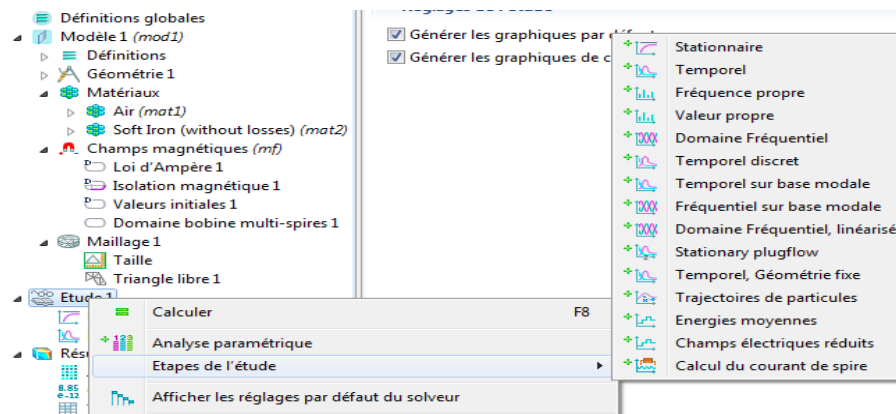 Définitions globales
Modèle 1 (mod1)
Définitions
Géométrie 1
Matériaux
Air (mat1)
Soft Iron (without losses) (mat2)
Champs magnétiques (mf)
Loi d'Ampère 1
Isolation magnétique 1
Valeurs initiales 1
Domaine bobine multi-spires 1
Maillage 1
Taille
Triangle libre 1
Etude 1
Rés
8.85
e-12
Générer les graphiques par défaut
Générer les graphiques de c
Calculer F8
Analyse paramétrique
Etapes de l'étude
Afficher les réglages par défaut du solveur
Stationnaire
Temporel
Fréquence propre
Valeur propre
Domaine Fréquentiel
Temporel discret
Temporel sur base modale
Fréquentiel sur base modale
Domaine Fréquentiel, linéarisé
Stationary plugflow
Temporel, Géométrie fixe
Trajectoires de particules
Energies moyennes
Champs électriques réduits
Calcul du courant de spire